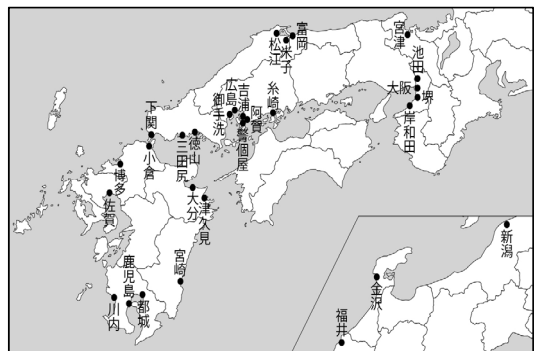 富岡
松江
米子
宮津
池田
大阪
堺
岸和田
広島
吉浦
糸崎
御手洗
阿賀
警個屋
下関
小倉
三田尻
徳山
博多
佐賀
大分
津久見
宮崎
鹿児島
川内
都城
新潟
金沢
福井